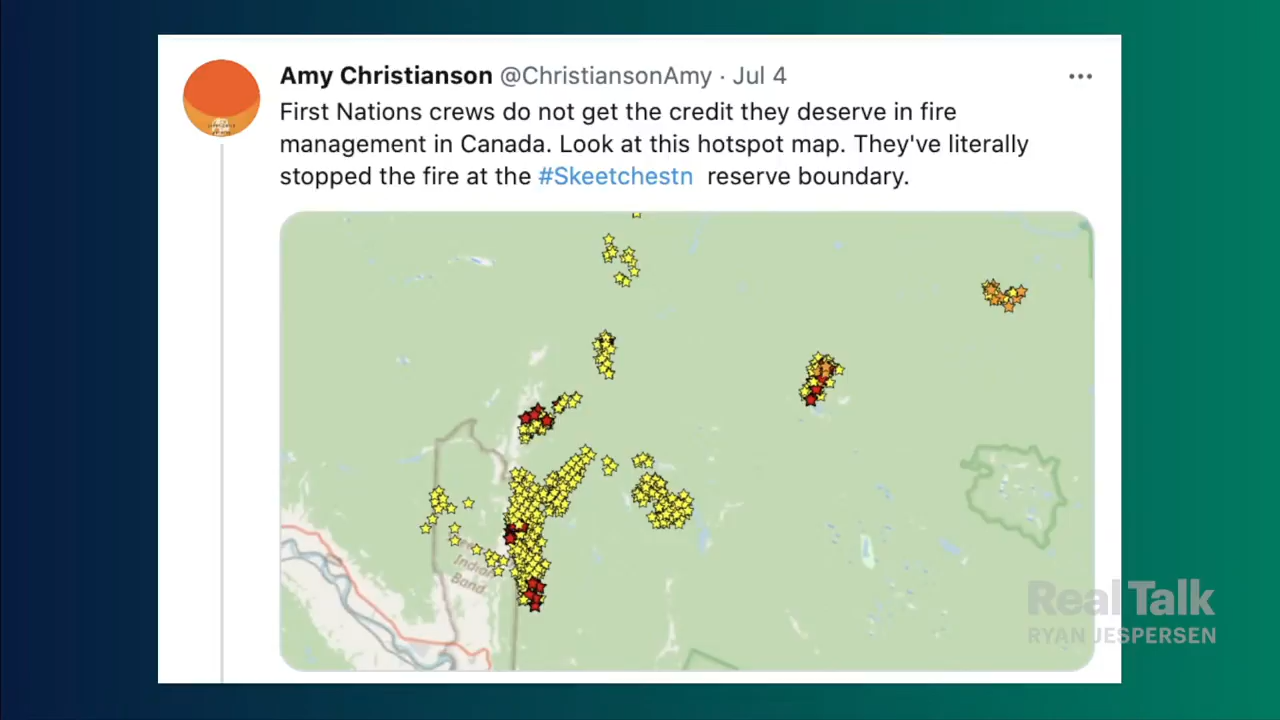 Amy Christianson @ChristiansonAmy · Jul 4
First Nations crews do not get the credit they deserve in fire
management in Canada. Look at this hotspot map. They've literally
stopped the fire at the #Skeetchestn reserve boundary.
Indian
Band
Real Talk
RYAN JESPERSEN